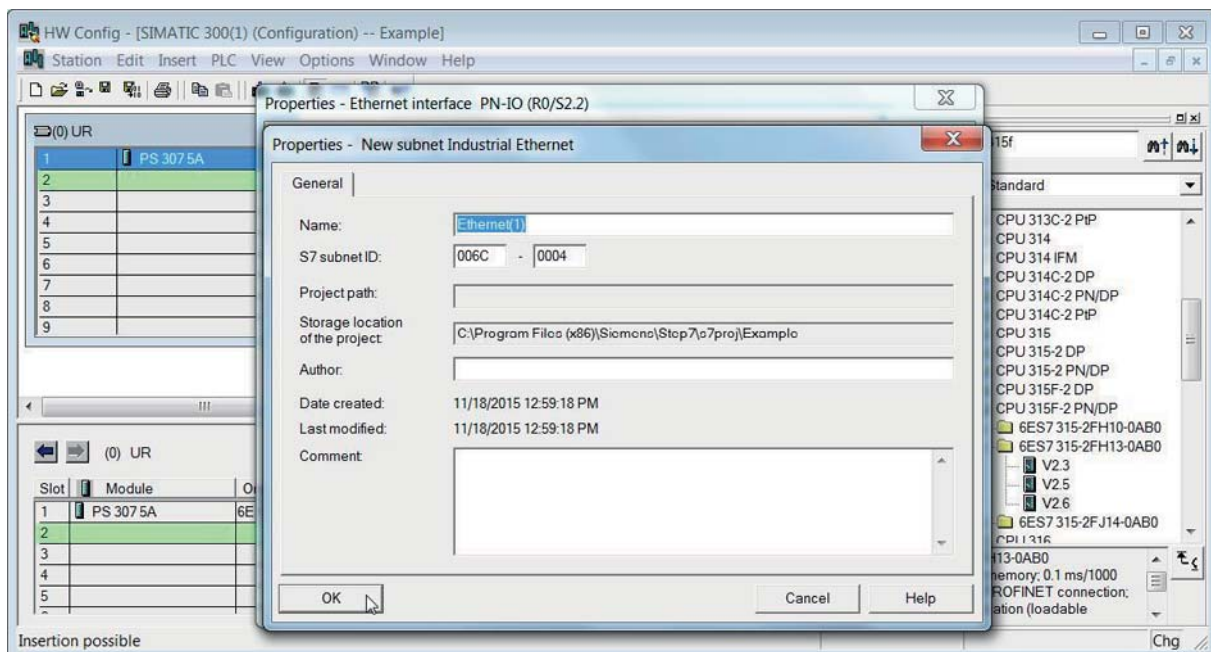 HW Config - [SIMATIC 300(1) (Configuration) -- Example]
Station Edit Insert PLC View Options Window Help
Properties - Ethernet interface PN-IO (R0/S2.2)
(0) UR
1 PS 307 5A
2
3
4
5
6
7
8
9
Properties - New subnet Industrial Ethernet
General
Name: Ethernet(1)
S7 subnet ID: 006C - 0004
Project path:
Storage location
of the project: C:\Program Files (x86)\Siemens\Step7\s7proj\Example
Author:
Date created: 11/18/2015 12:59:18 PM
Last modified: 11/18/2015 12:59:18 PM
Comment:
OK Cancel Help
15f
Standard
CPU 313C-2 PtP
CPU 314
CPU 314 IFM
CPU 314C-2 DP
CPU 314C-2 PN/DP
CPU 314C-2 PtP
CPU 315
CPU 315-2 DP
CPU 315-2 PN/DP
CPU 315F-2 DP
CPU 315F-2 PN/DP
6ES7 315-2FH10-0AB0
6ES7 315-2FH13-0AB0
V2.3
V2.5
V2.6
6ES7 315-2FJ14-0AB0
CPU 316
H13-0AB0
memory; 0.1 ms/1000
ROFINET connection;
ation (loadable
(0) UR
Slot Module O
1 PS 307 5A 6E
2
3
4
5
Insertion possible
Chg